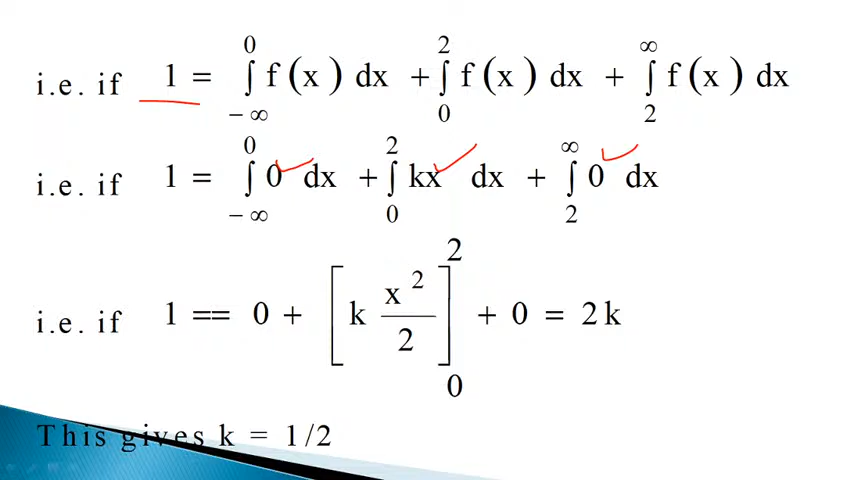 i.e. if 1 = ∫_{-∞}^{0} f(x) dx + ∫_{0}^{2} f(x) dx + ∫_{2}^{∞} f(x) dx
i.e. if 1 = ∫_{-∞}^{0} 0 dx + ∫_{0}^{2} kx dx + ∫_{2}^{∞} 0 dx
i.e. if 1 == 0 + [k x^2/2]_{0}^{2} + 0 = 2k
This gives k = 1/2